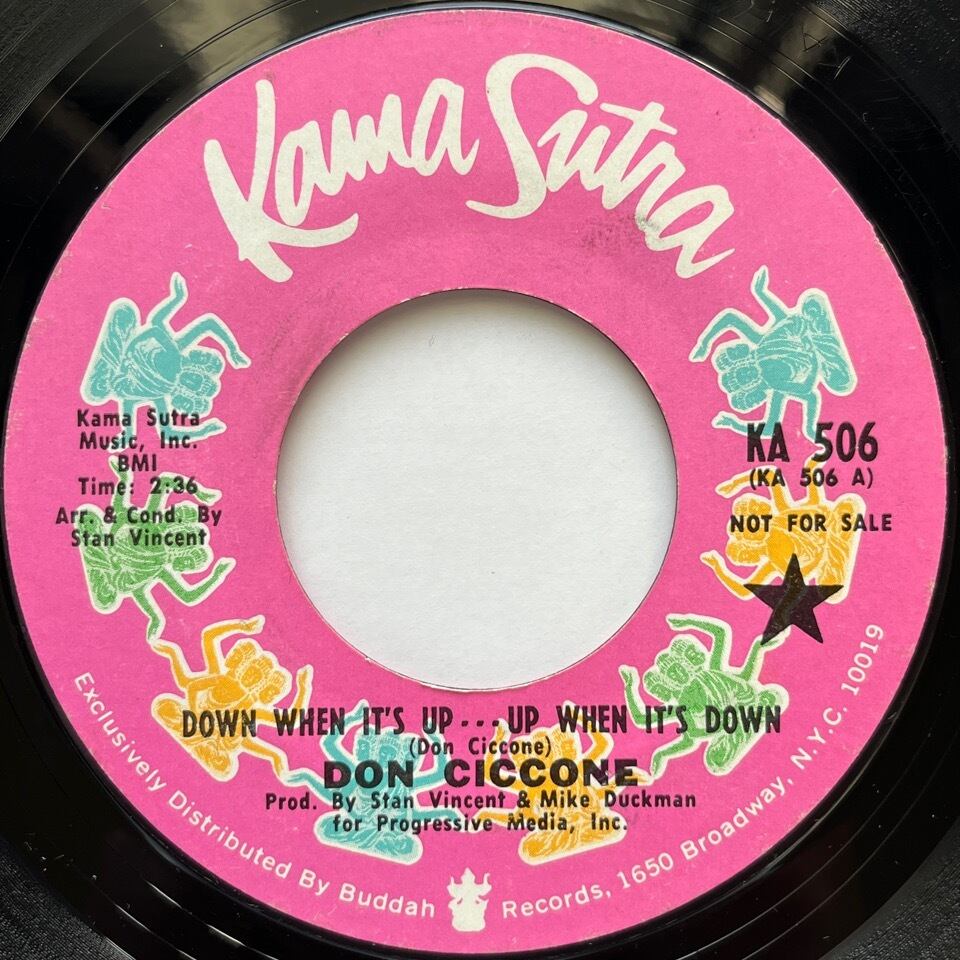 Kama Sutra
Kama Sutra
Music, Inc.
BMI
Time: 2:36
Arr. & Cond. By
Stan Vincent
KA 506
(KA 506 A)
NOT FOR SALE
DOWN WHEN IT'S UP...UP WHEN IT'S DOWN
(Don Ciccone)
DON CICCONE
Prod. By Stan Vincent & Mike Duckman
for Progressive Media, Inc.
Exclusively Distributed By Buddah Records, 1650 Broadway, N.Y.C. 10019